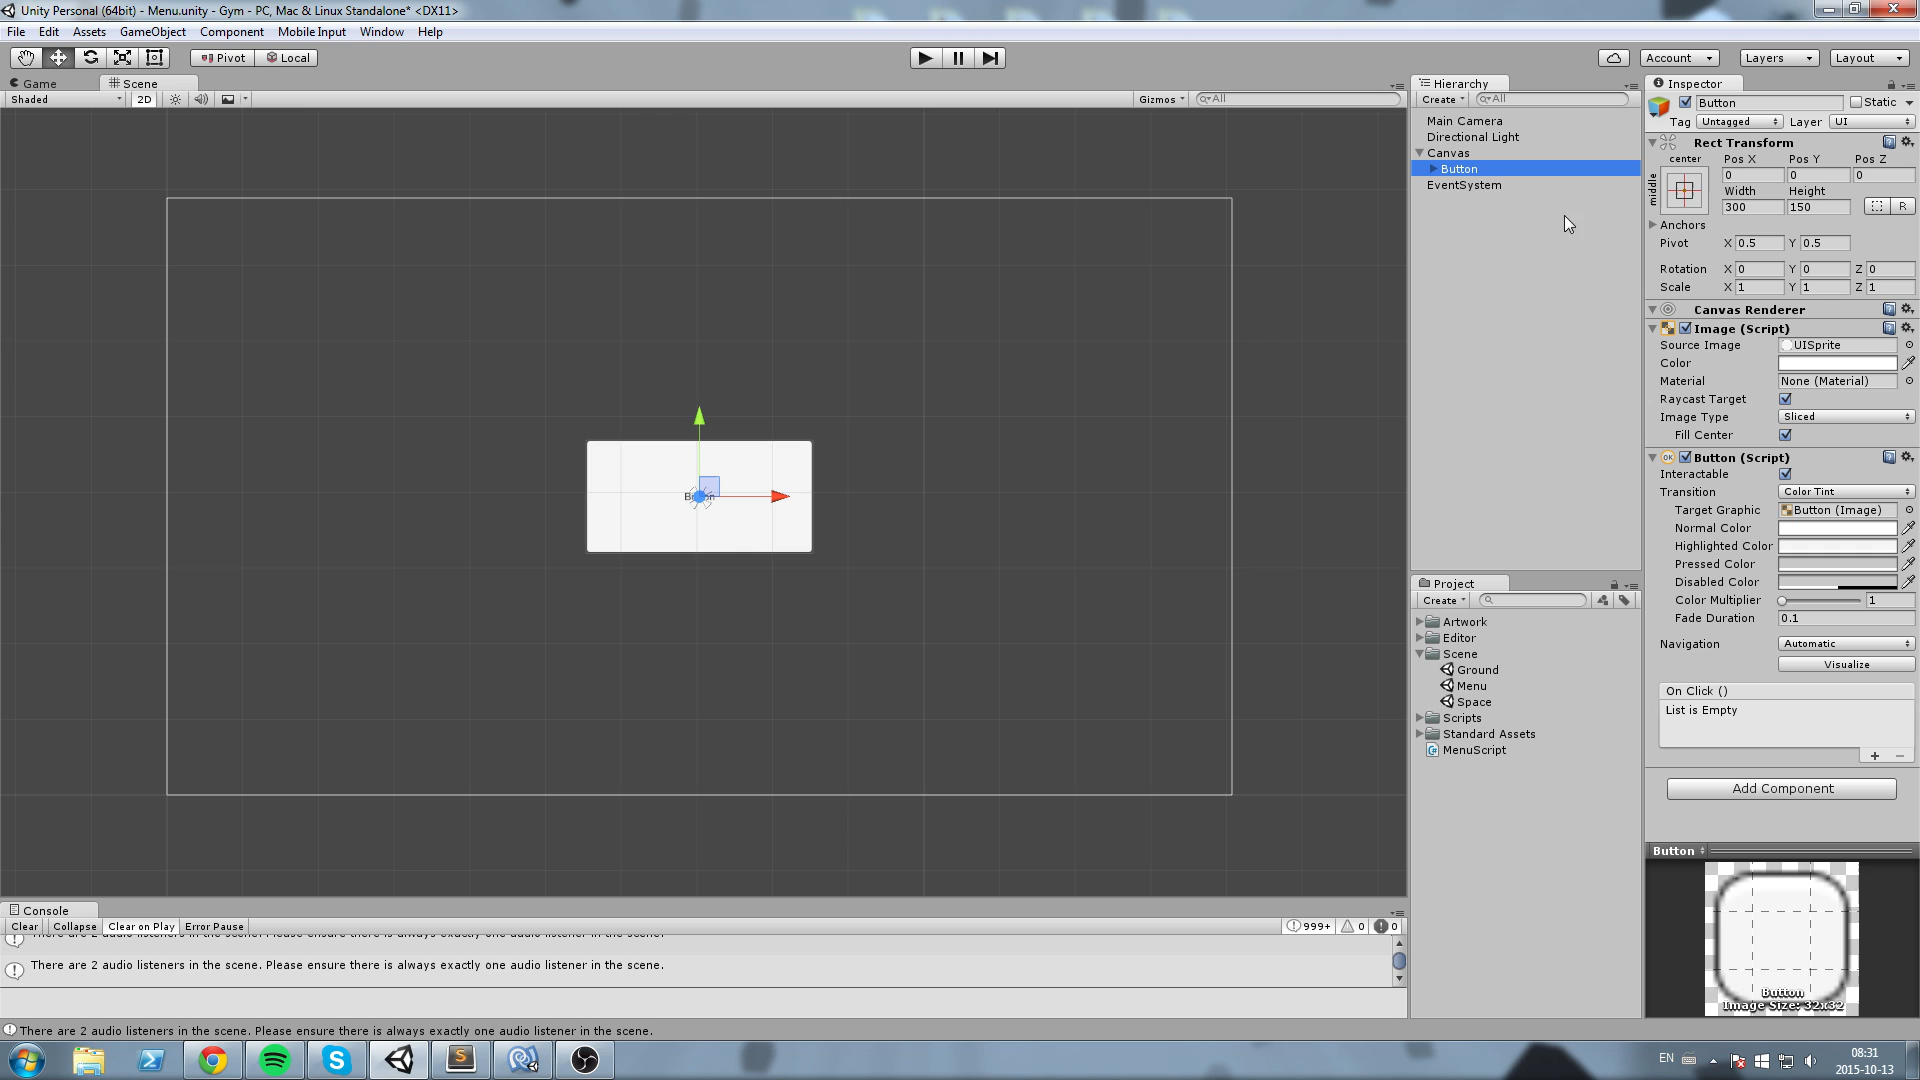 Unity Personal (64bit) - Menu.unity - Gym - PC, Mac & Linux Standalone* <DX11>
File Edit Assets GameObject Component Mobile Input Window Help
Pivot Local
Account Layers Layout
Game Scene
Shaded 2D Gizmos All
Hierarchy
Create All
Main Camera
Directional Light
Canvas
Button
EventSystem
Inspector
Button Static
Tag Untagged Layer UI
Rect Transform
center Pos X Pos Y Pos Z
middle
0 0 0
Width Height
300 150 R
Anchors
Pivot X 0.5 Y 0.5
Rotation X 0 Y 0 Z 0
Scale X 1 Y 1 Z 1
Canvas Renderer
Image (Script)
Source Image UISprite
Color
Material None (Material)
Raycast Target
Image Type Sliced
Fill Center
OK Button (Script)
Interactable
Transition Color Tint
Target Graphic Button (Image)
Normal Color
Highlighted Color
Pressed Color
Disabled Color
Color Multiplier 1
Fade Duration 0.1
Navigation Automatic
Visualize
On Click ()
List is Empty
+ −
Add Component
Button
Button
Image Size: 32x32
Project
Create
Artwork
Editor
Scene
Ground
Menu
Space
Scripts
Standard Assets
MenuScript
Console
Clear Collapse Clear on Play Error Pause 999+ 0 0
There are 2 audio listeners in the scene. Please ensure there is always exactly one audio listener in the scene.
There are 2 audio listeners in the scene. Please ensure there is always exactly one audio listener in the scene.
There are 2 audio listeners in the scene. Please ensure there is always exactly one audio listener in the scene.
EN
08:31
2015-10-13